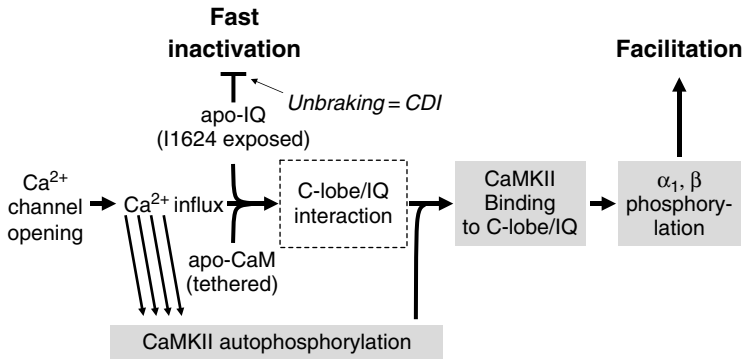 Fast
inactivation
Facilitation
Unbraking = CDI
apo-IQ
(I1624 exposed)
Ca²⁺
channel
opening
Ca²⁺ influx
C-lobe/IQ
interaction
CaMKII
Binding
to C-lobe/IQ
α₁, β
phosphory-
lation
apo-CaM
(tethered)
CaMKII autophosphorylation